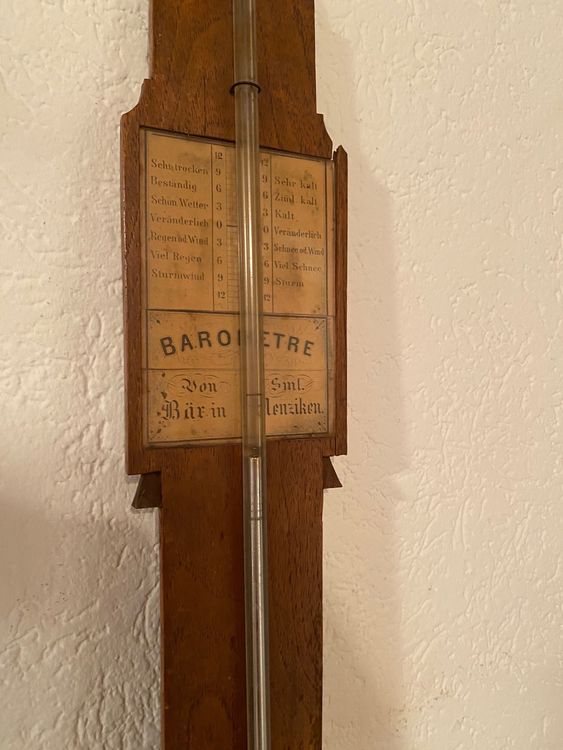 Sehr trocken
Beständig
Schön Wetter
Veränderlich
Regen od Wind
Viel Regen
Sturmwind
12
9
6
3
0
3
6
9
12
12
9
6
3
0
3
6
9
12
Sehr kalt
Ziml. kalt
Kalt
Veränderlich
Schnee od Wind
Viel Schnee
Sturm
BAROMETRE
Von Sml.
Bär in Menziken.